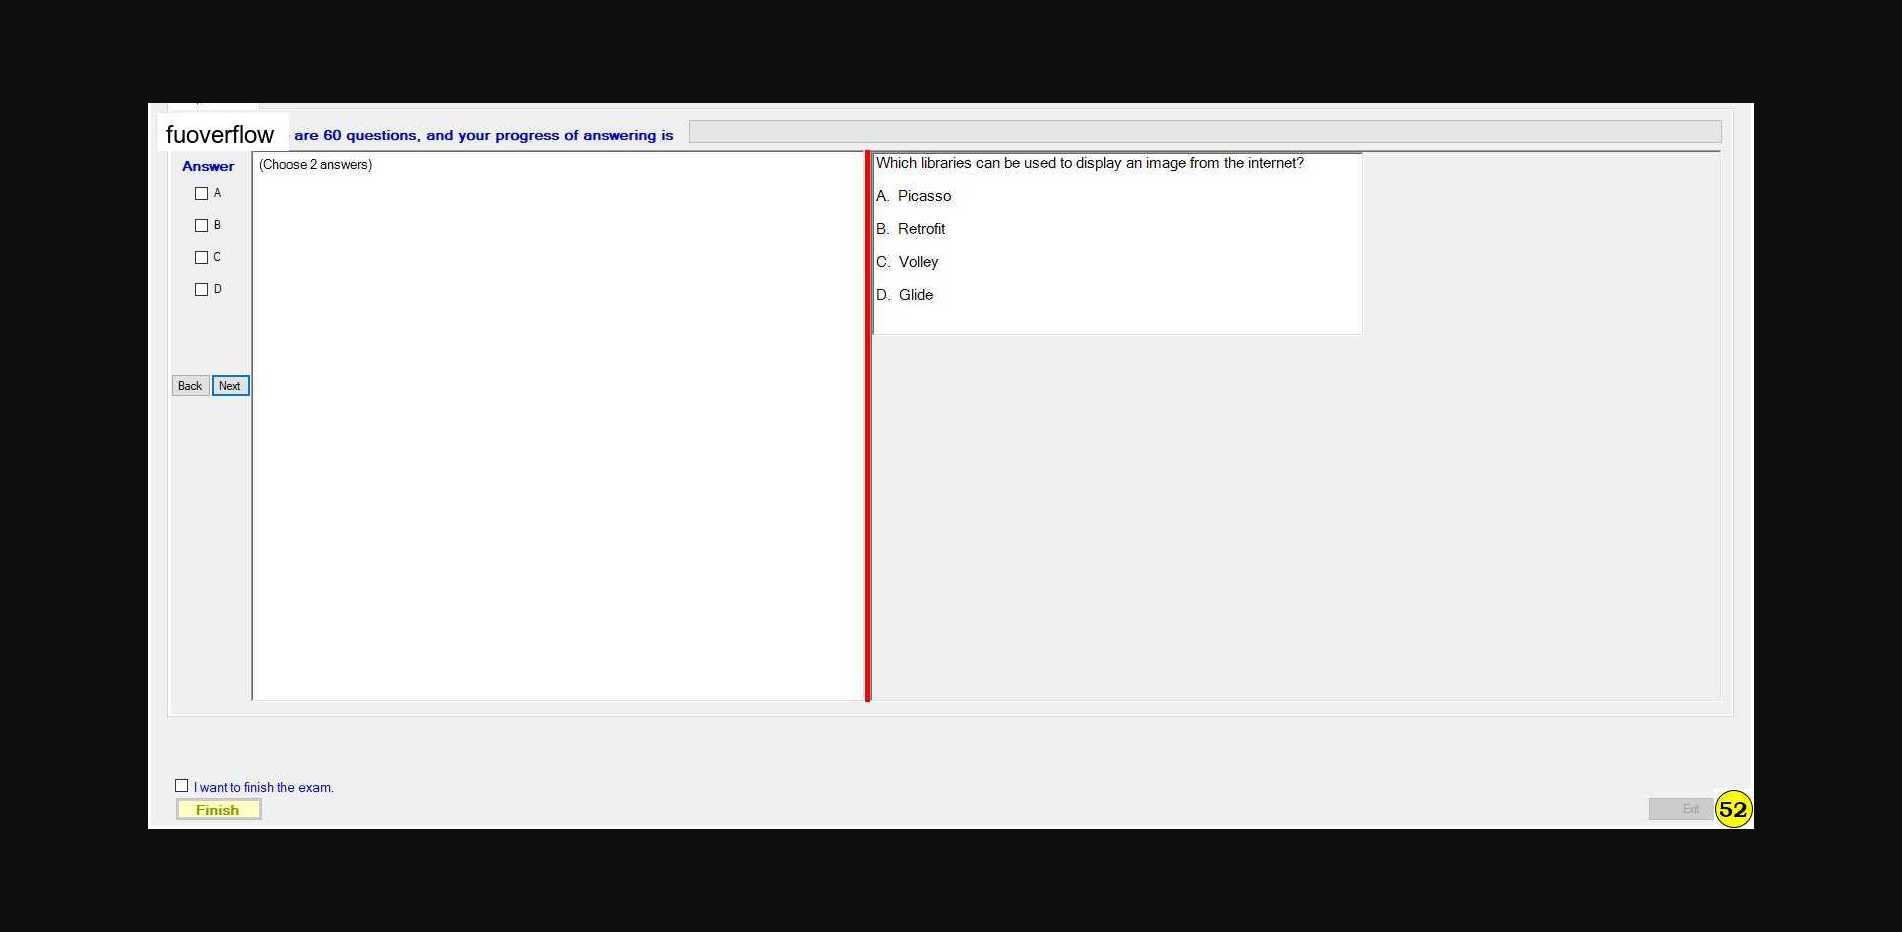 fuoverflow are 60 questions, and your progress of answering is
Answer
(Choose 2 answers)
A
B
C
D
Back Next
Which libraries can be used to display an image from the internet?
A. Picasso
B. Retrofit
C. Volley
D. Glide
I want to finish the exam.
Finish
Exit
52